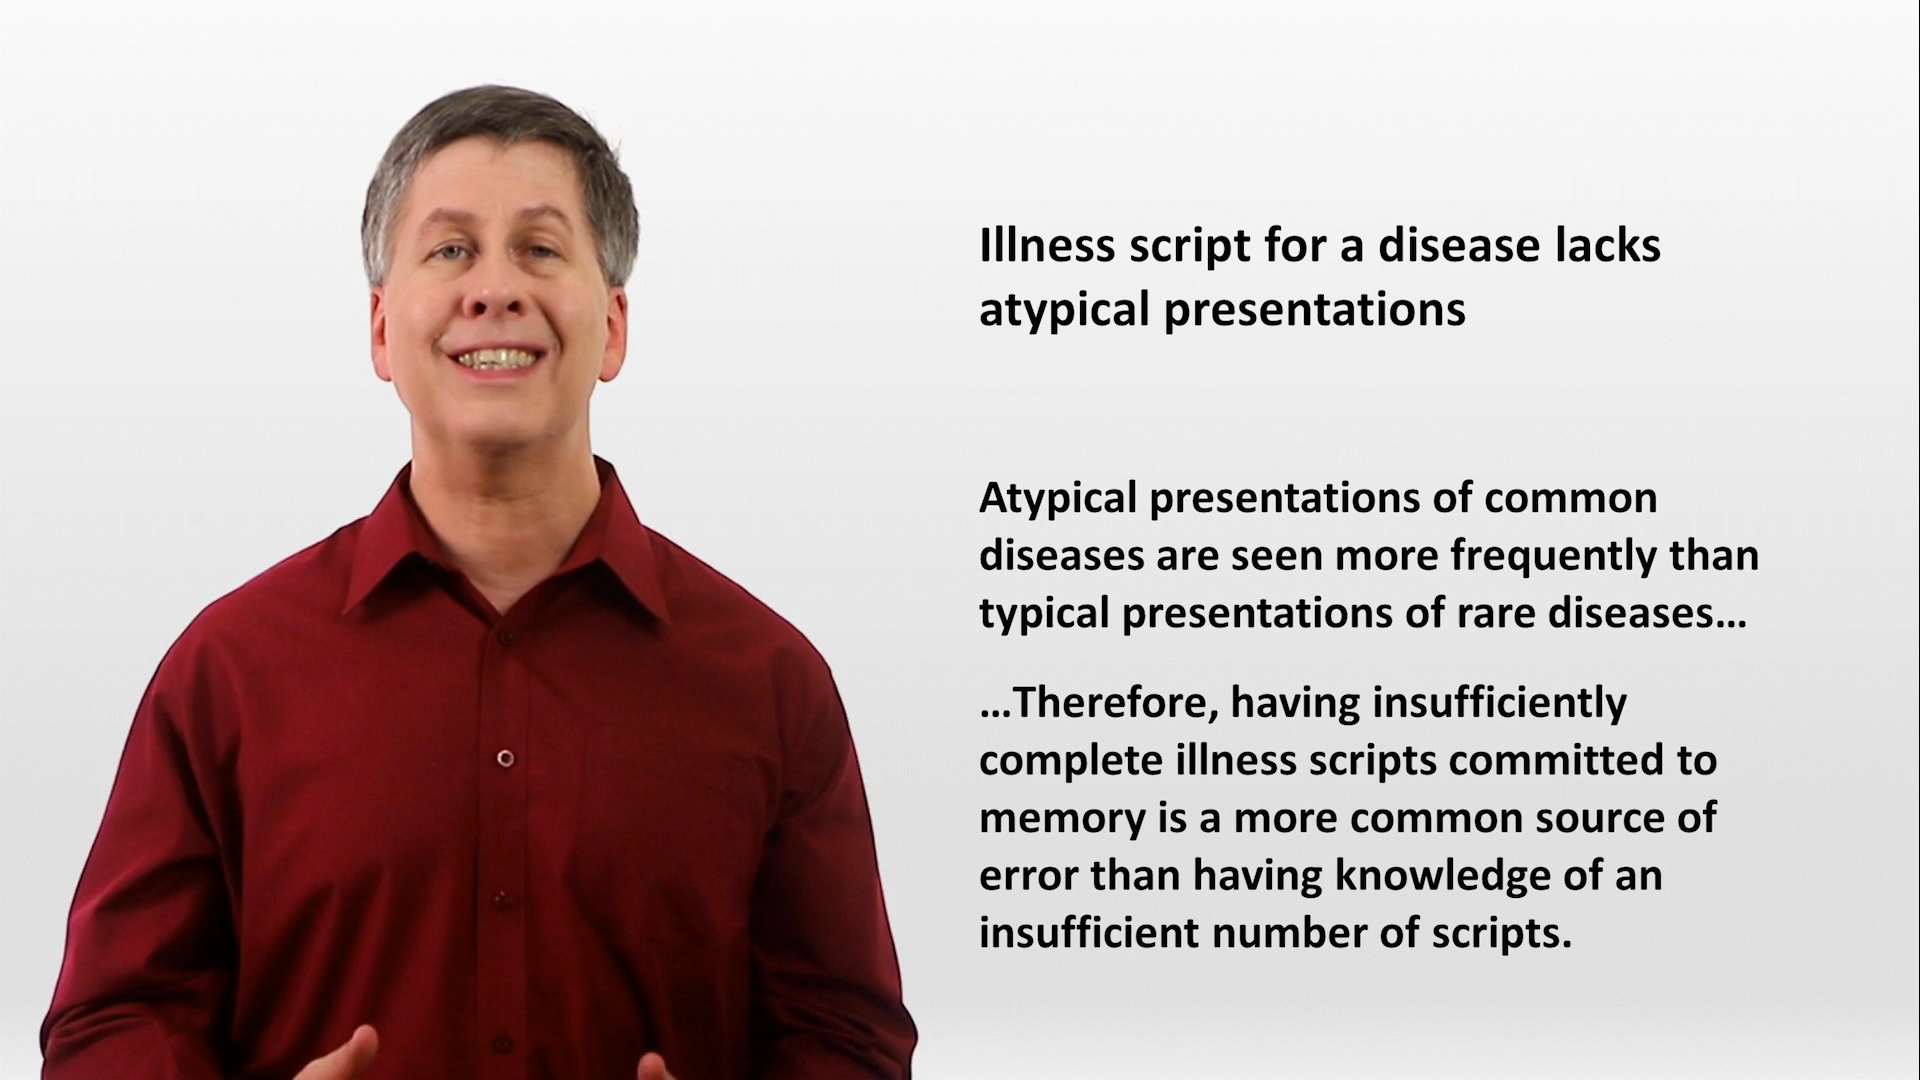 Illness script for a disease lacks
atypical presentations
Atypical presentations of common
diseases are seen more frequently than
typical presentations of rare diseases...
...Therefore, having insufficiently
complete illness scripts committed to
memory is a more common source of
error than having knowledge of an
insufficient number of scripts.